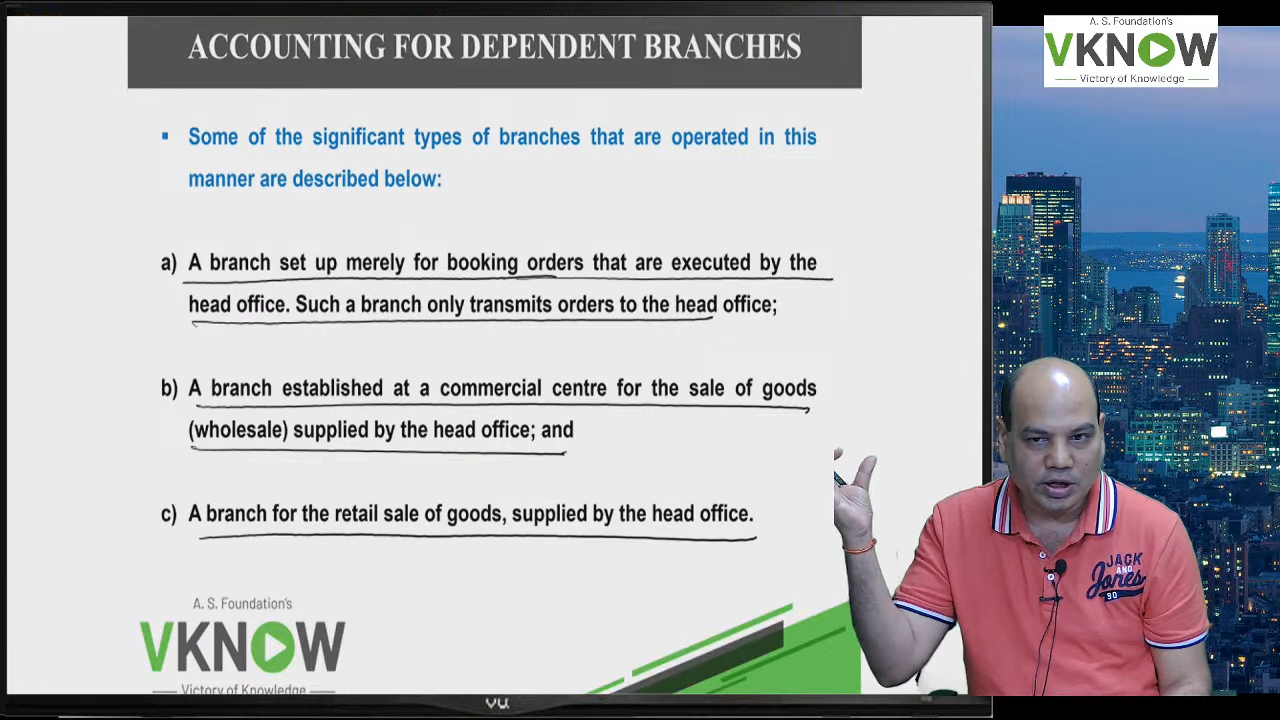 ACCOUNTING FOR DEPENDENT BRANCHES
▪ Some of the significant types of branches that are operated in this
manner are described below:
a) A branch set up merely for booking orders that are executed by the
head office. Such a branch only transmits orders to the head office;
b) A branch established at a commercial centre for the sale of goods
(wholesale) supplied by the head office; and
c) A branch for the retail sale of goods, supplied by the head office.
A. S. Foundation's
VKNOW
Victory of Knowledge
vu
A. S. Foundation's
VKNOW
Victory of Knowledge
JACK
AND
Jones
90